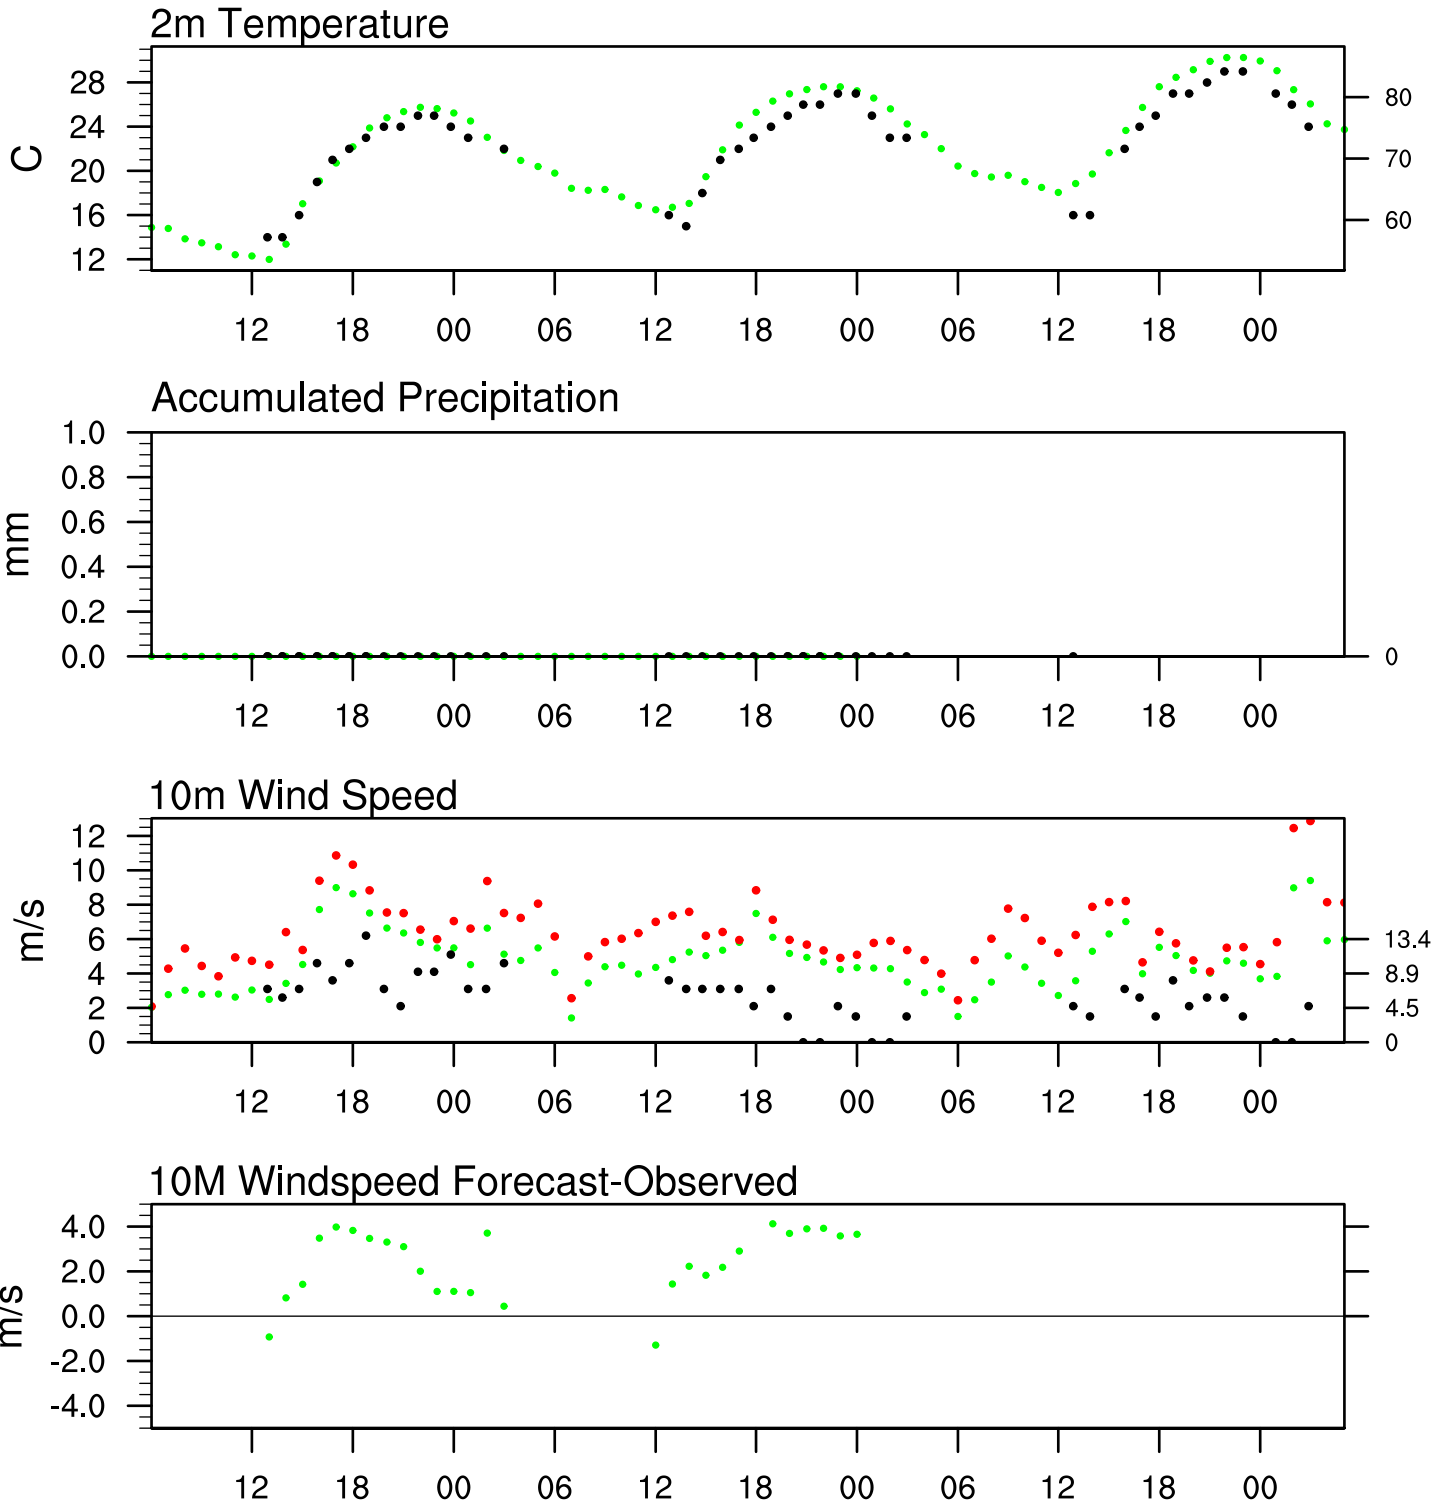 2m Temperature
28
24
20
16
12
C
80
70
60
12 18 00 06 12 18 00 06 12 18 00
Accumulated Precipitation
1.0
0.8
0.6
0.4
0.2
0.0
mm
0
12 18 00 06 12 18 00 06 12 18 00
10m Wind Speed
12
10
8
6
4
2
0
m/s
13.4
8.9
4.5
0
12 18 00 06 12 18 00 06 12 18 00
10M Windspeed Forecast-Observed
4.0
2.0
0.0
-2.0
-4.0
m/s
12 18 00 06 12 18 00 06 12 18 00